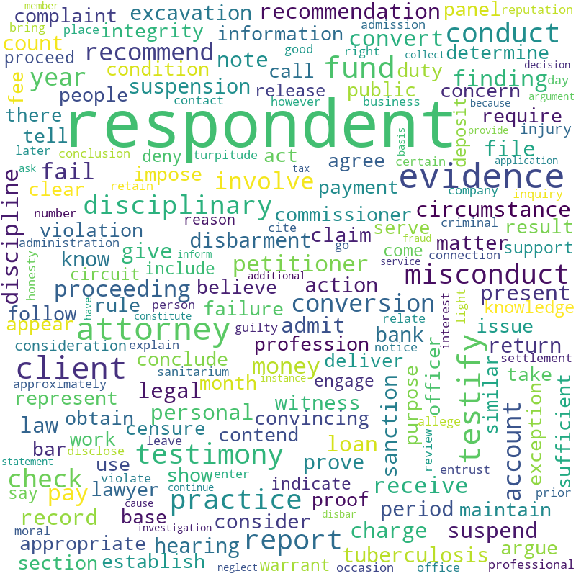 member
bring
place
admission
reputation
complaint
excavation
recommendation
panel
count
integrity
information
good
right
collect
convert
conduct
decision
proceed
recommend
note
call
fund
duty
determine
day
fee
year
condition
suspension
release
public
finding
argument
there
people
contact
however
business
concern
because
tell
respondent
deposit
require
injury
later
conclusion
deny
turpitude
act
agree
basis
certain
provide
file
application
ask
retain
tax
fail
impose
involve
payment
evidence
company
inquiry
discipline
clear
number
reason
disciplinary
commissioner
circumstance
violation
cite
claim
serve
fraud
criminal
result
administration
know
give
disbarment
go
come
matter
support
honesty
inform
petitioner
service
connection
circuit
include
additional
believe
action
misconduct
follow
rule
person
proceeding
conversion
present
appear
have
constitute
failure
guilty
admit
relate
bank
notice
interest
light
knowledge
consideration
explain
attorney
profession
issue
settlement
client
sanitarium
conclude
money
deliver
officer
return
approximately
instance
month
engage
purpose
testify
similar
take
represent
legal
personal
witness
sanction
allege
exception
sufficient
law
obtain
censure
convincing
contend
loan
review
account
bar
work
leave
testimony
entrust
statement
disclose
use
violate
show
enter
prove
check
say
pay
lawyer
continue
indicate
receive
prior
cause
practice
proof
period
maintain
moral
record
base
investigation
disbar
consider
charge
suspend
appropriate
hearing
report
tuberculosis
argue
section
establish
neglect
warrant
occasion
office
professional